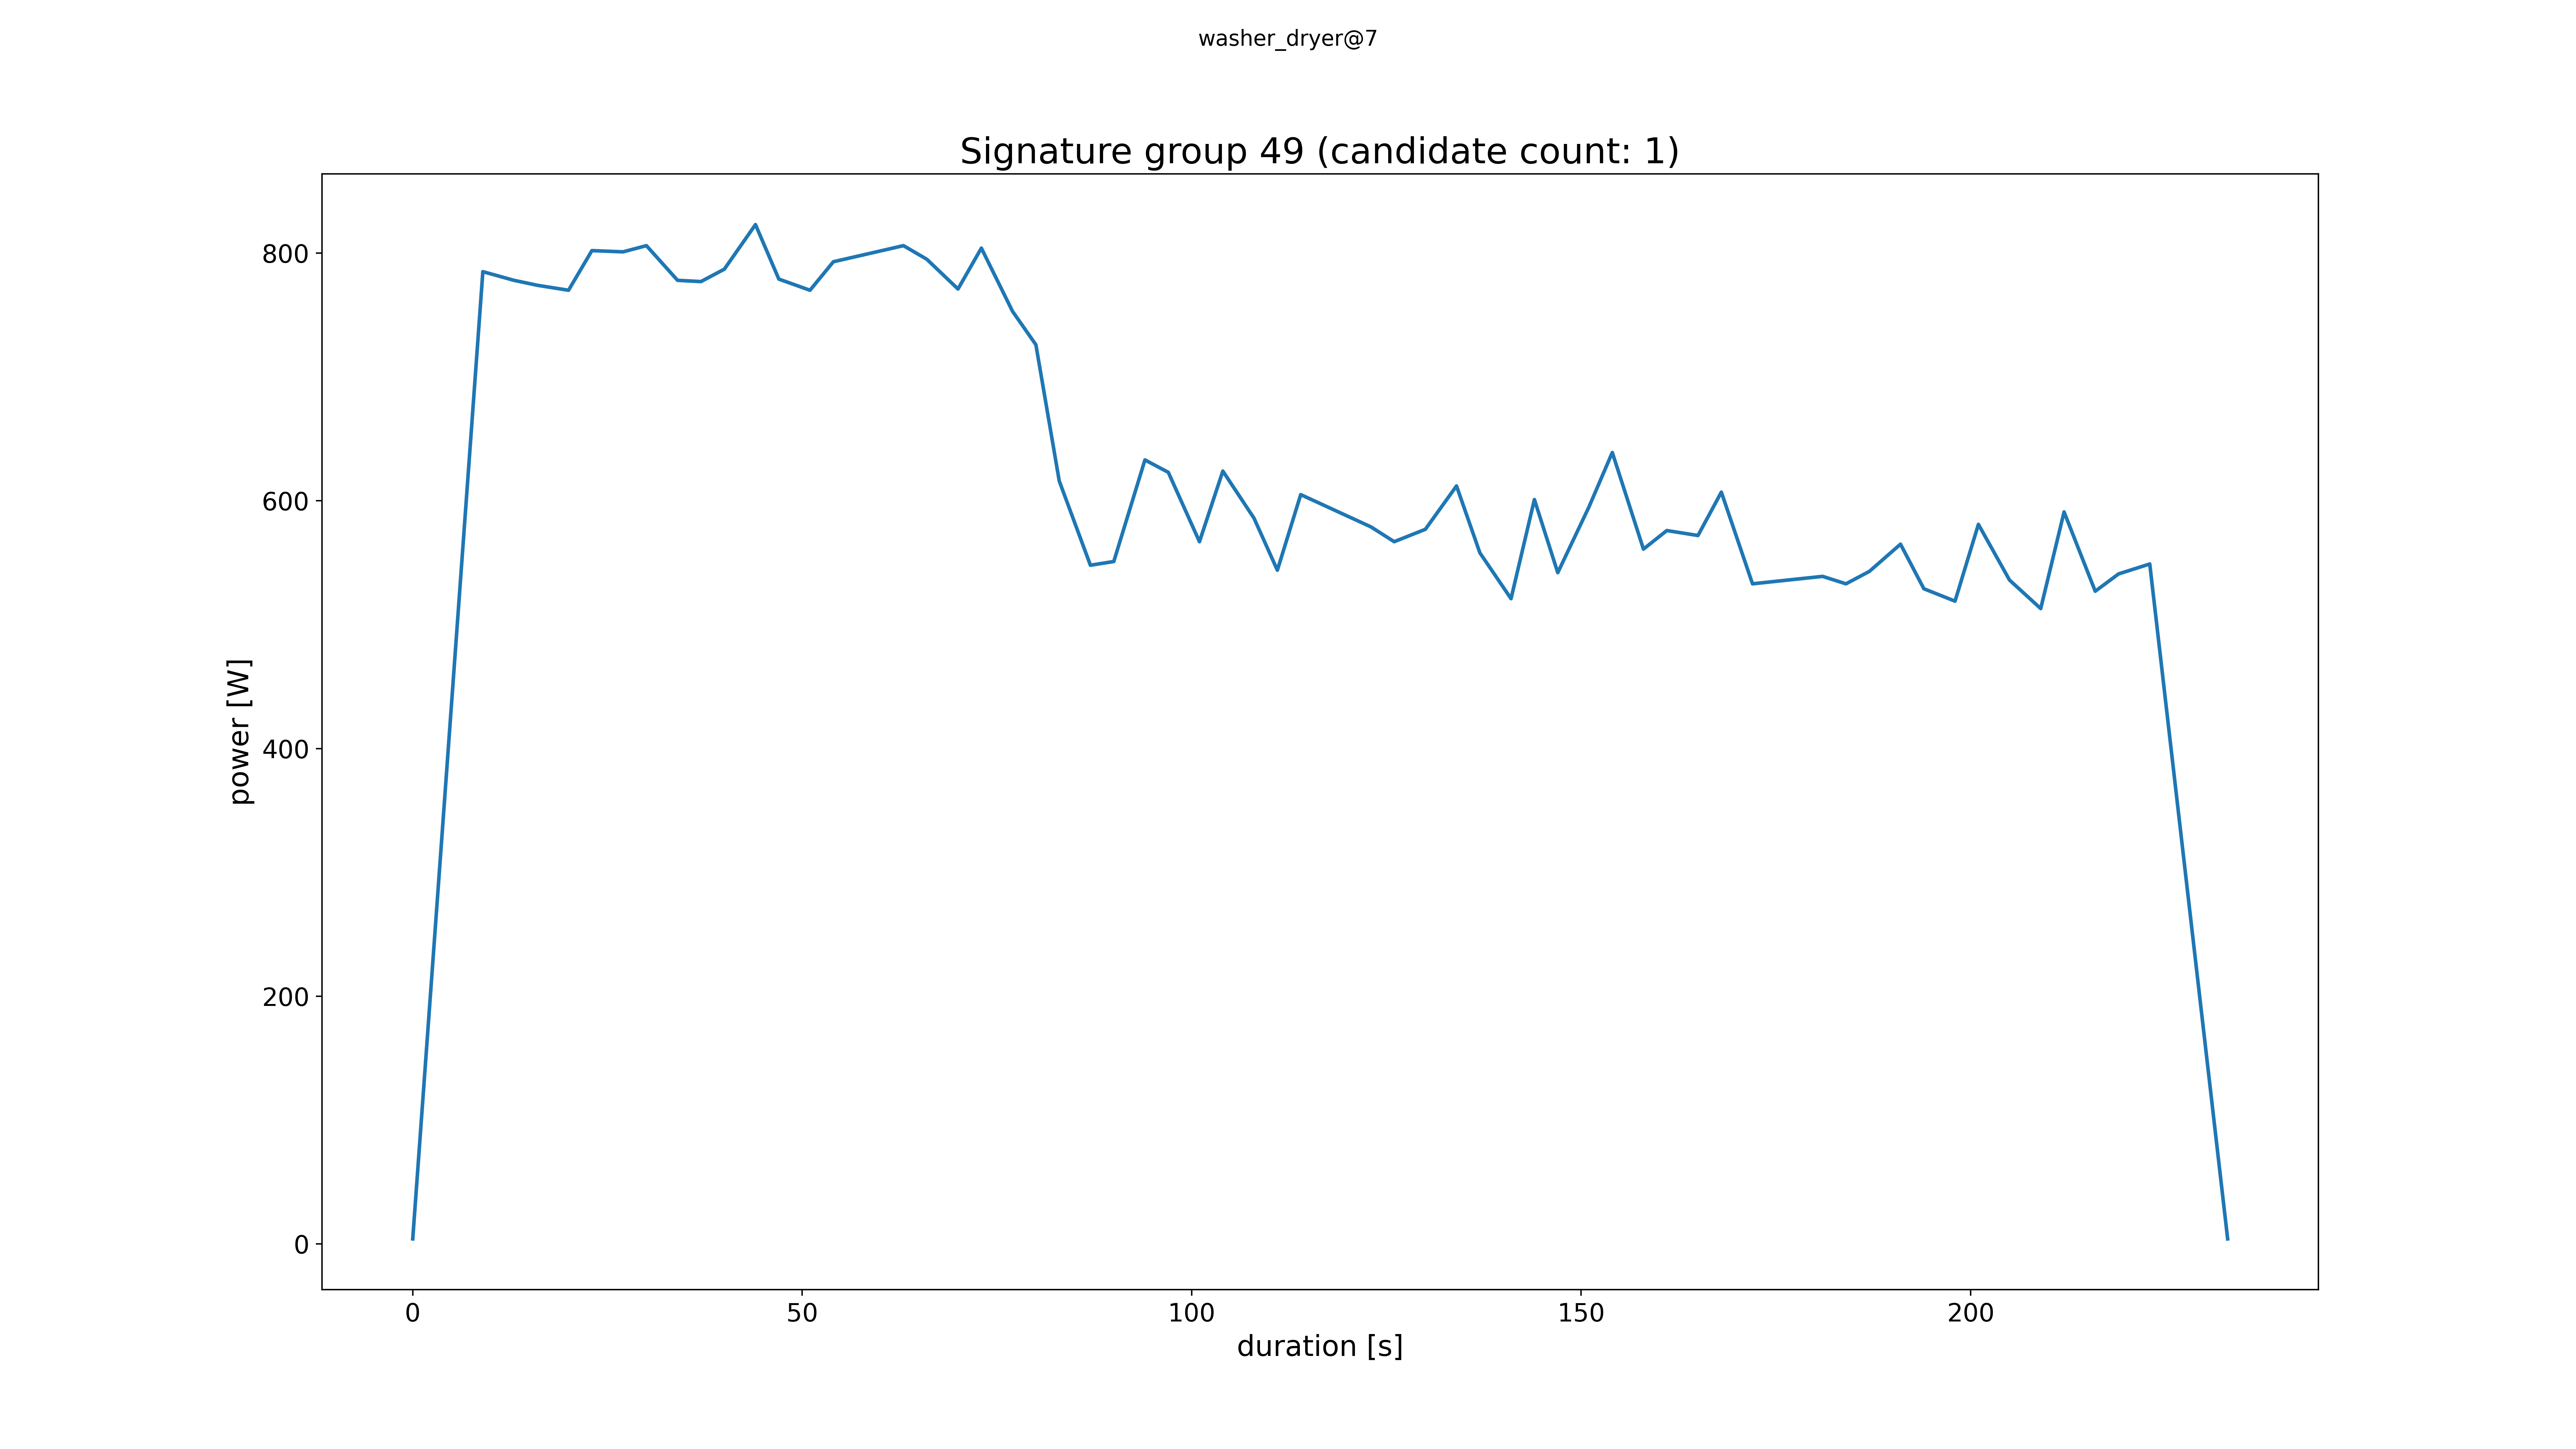 washer_dryer@7
Signature group 49 (candidate count: 1)
800
600
400
200
0
power [W]
0 50 100 150 200
duration [s]